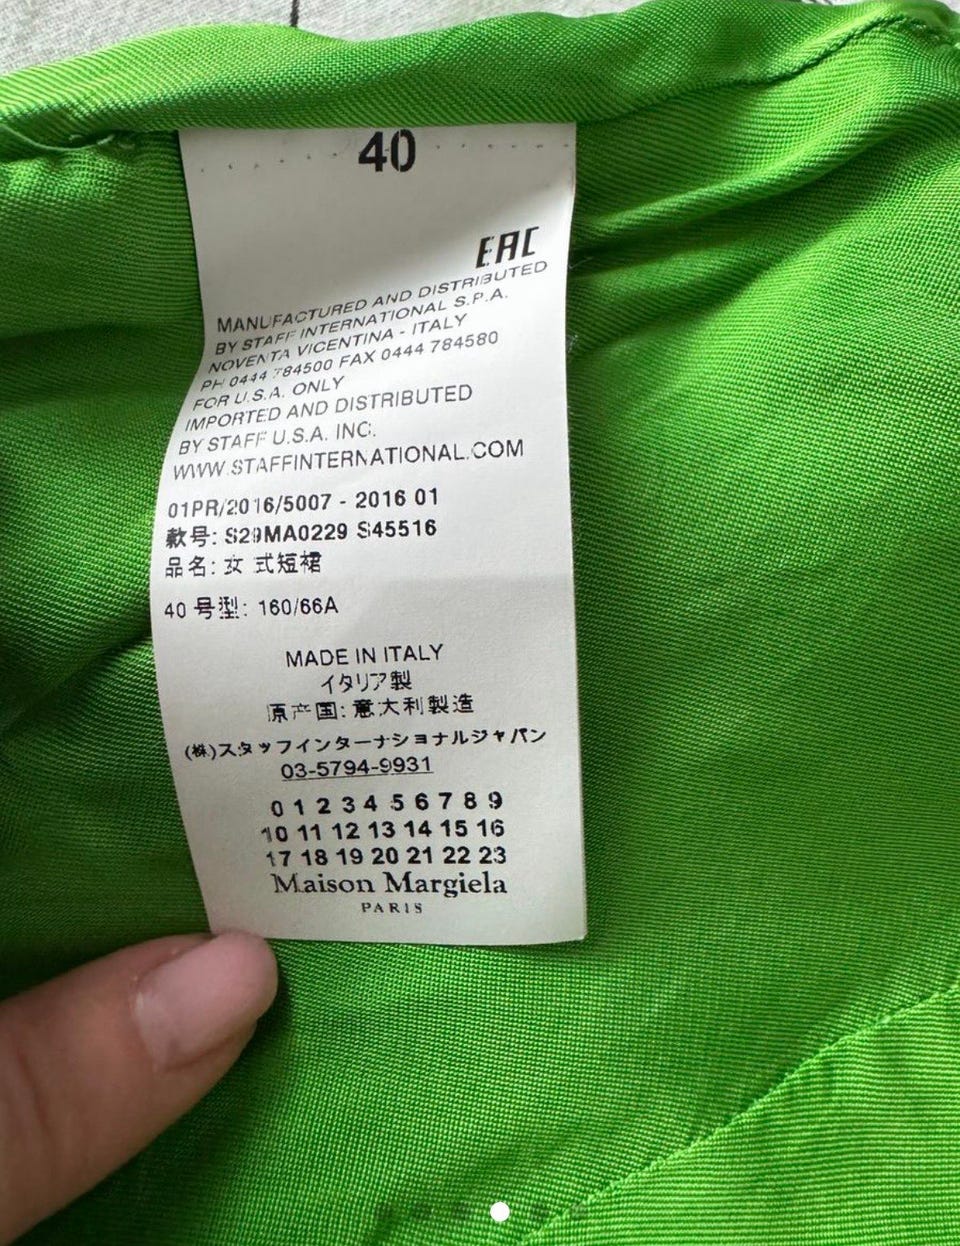 40
EAC
MANUFACTURED AND DISTRIBUTED
BY STAFF INTERNATIONAL S.P.A.
NOVENTA VICENTINA - ITALY
PH 0444 784500 FAX 0444 784580
FOR U.S.A. ONLY
IMPORTED AND DISTRIBUTED
BY STAFF U.S.A. INC.
WWW.STAFFINTERNATIONAL.COM
01PR/2016/5007 - 2016 01
款号: S29MA0229 S45516
品名: 女 式短裙
40 号型: 160/66A
MADE IN ITALY
イタリア製
原产国: 意大利製造
(株)スタッフインターナショナルジャパン
03-5794-9931
0 1 2 3 4 5 6 7 8 9
10 11 12 13 14 15 16
17 18 19 20 21 22 23
Maison Margiela
PARIS